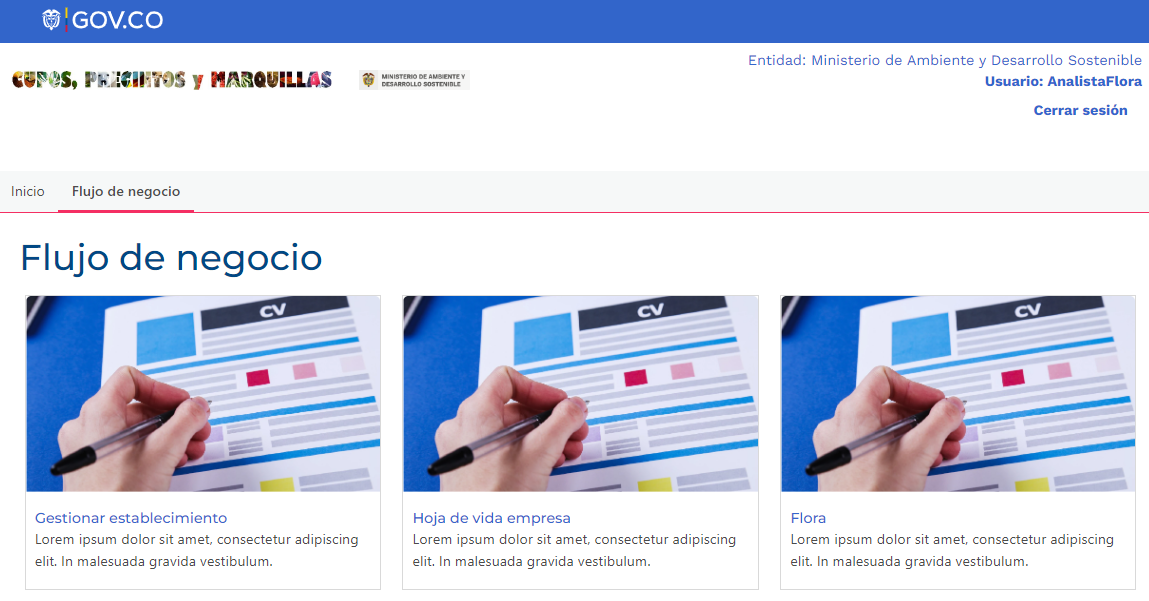 GOV.CO
Entidad: Ministerio de Ambiente y Desarrollo Sostenible
CUPOS, PRECINTOS y MARQUILLAS
MINISTERIO DE AMBIENTE Y
DESARROLLO SOSTENIBLE
Usuario: AnalistaFlora
Cerrar sesión
Inicio
Flujo de negocio
Flujo de negocio
CV
CV
CV
Gestionar establecimiento
Lorem ipsum dolor sit amet, consectetur adipiscing
elit. In malesuada gravida vestibulum.
Hoja de vida empresa
Lorem ipsum dolor sit amet, consectetur adipiscing
elit. In malesuada gravida vestibulum.
Flora
Lorem ipsum dolor sit amet, consectetur adipiscing
elit. In malesuada gravida vestibulum.